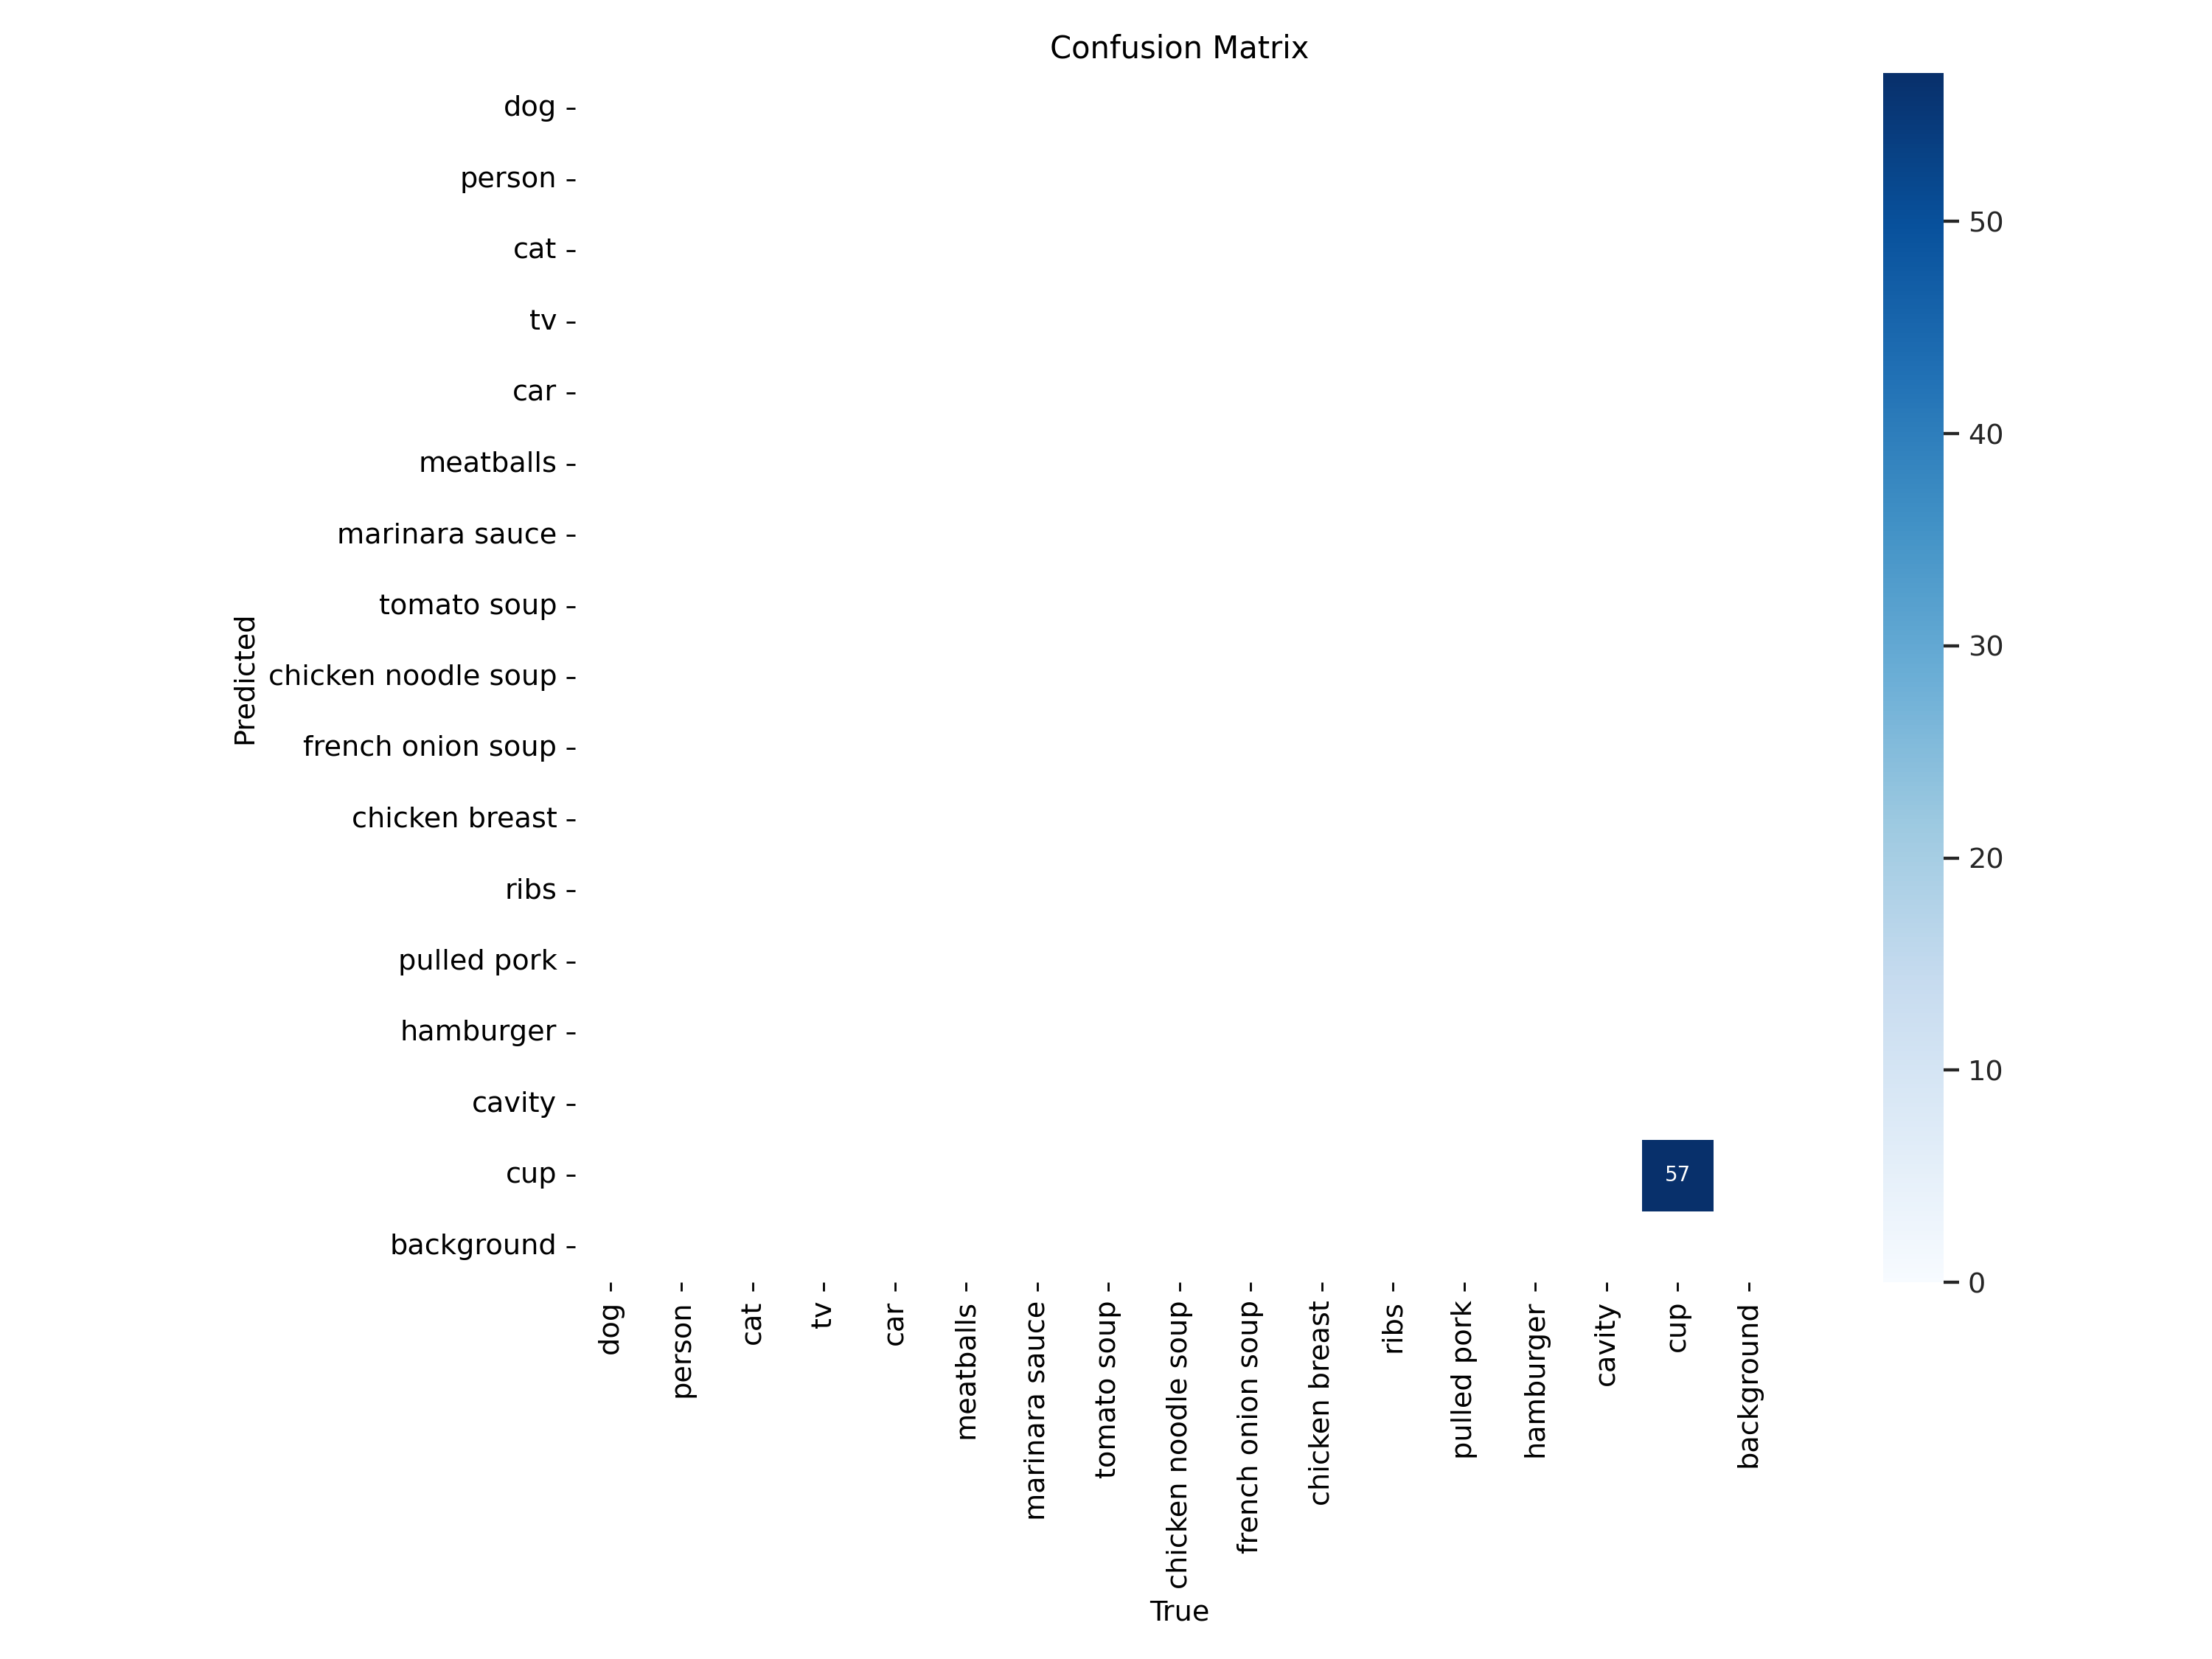 Confusion Matrix
dog
person
cat
tv
car
meatballs
marinara sauce
tomato soup
chicken noodle soup
french onion soup
chicken breast
ribs
pulled pork
hamburger
cavity
cup
background
Predicted
57
dog
person
cat
tv
car
meatballs
marinara sauce
tomato soup
chicken noodle soup
french onion soup
chicken breast
ribs
pulled pork
hamburger
cavity
cup
background
True
50
40
30
20
10
0